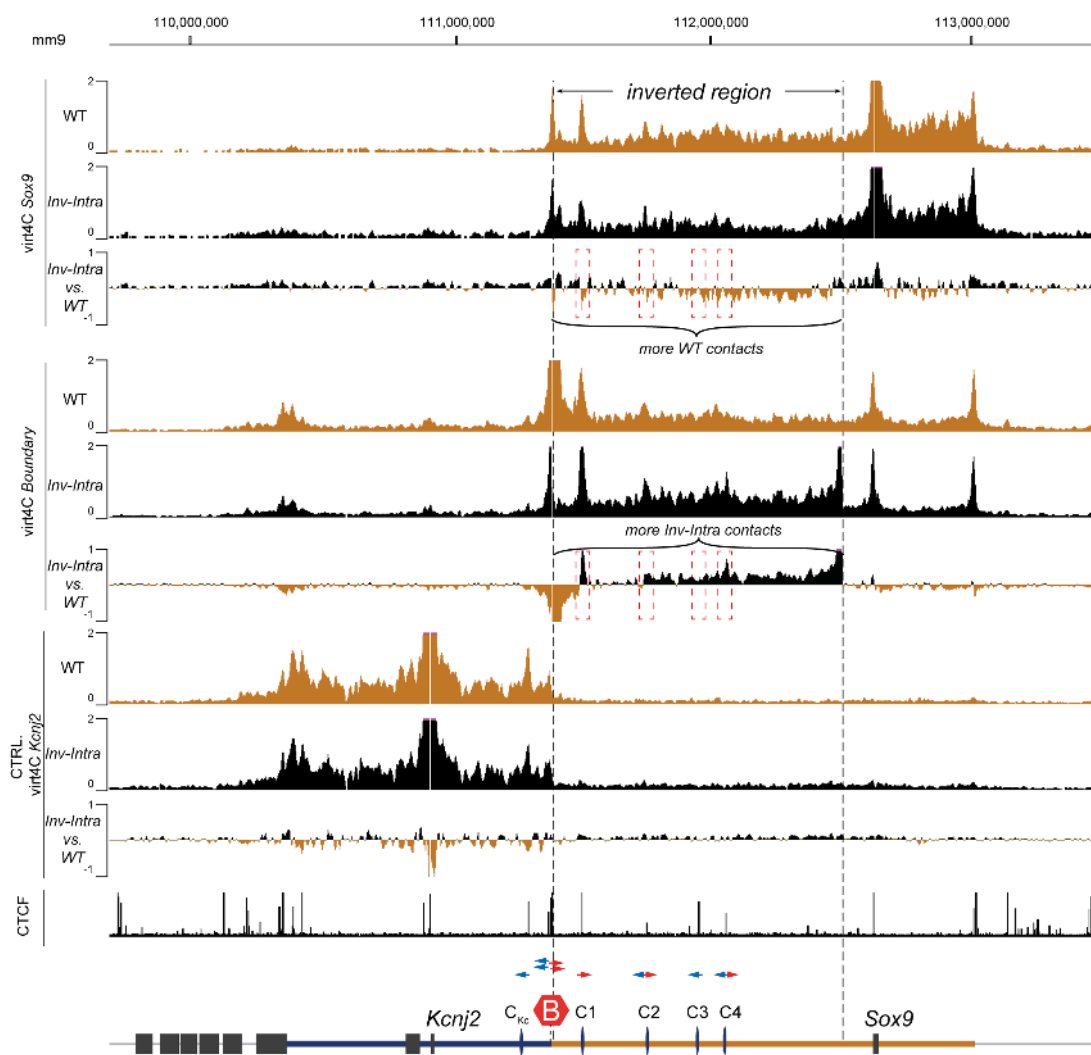 110,000,000 111,000,000 112,000,000 113,000,000
mm9
virt4C Sox9
WT
2
0
inverted region
Inv-Intra
2
0
Inv-Intra
vs.
WT
1
-1
more WT contacts
virt4C Boundary
WT
2
0
Inv-Intra
2
0
more Inv-Intra contacts
Inv-Intra
vs.
WT
1
-1
CTRL.
virt4C Kcnj2
WT
2
0
Inv-Intra
2
0
Inv-Intra
vs.
WT
1
-1
CTCF
Kcnj2 CKc B C1 C2 C3 C4 Sox9